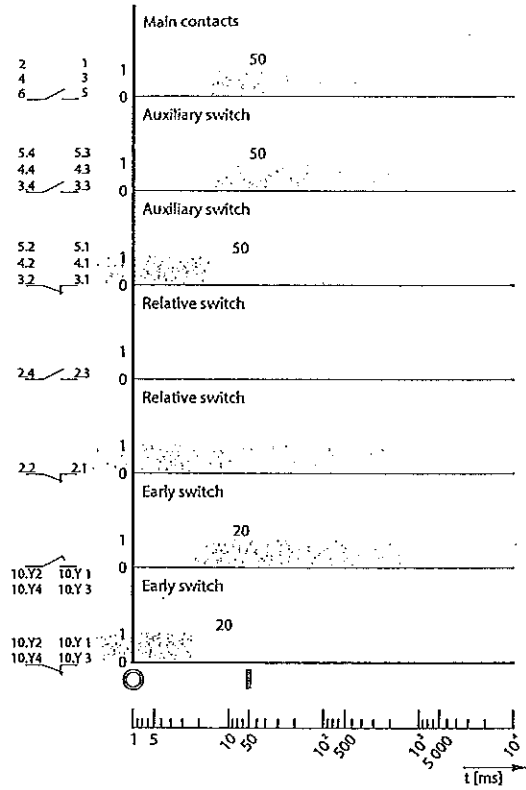 Main contacts
50
2 1
4 3
6 5
1
0
Auxiliary switch
50
5.4 5.3
4.4 4.3
3.4 3.3
1
0
Auxiliary switch
50
5.2 5.1
4.2 4.1
3.2 3.1
1
0
Relative switch
1
2.4 2.3
0
Relative switch
1
2.2 2.1
0
Early switch
20
1
0
10.Y2 10.Y1
10.Y4 10.Y3
Early switch
20
1
10.Y2 10.Y1
10.Y4 10.Y3
0
1 5 10 50 10² 500 10³ 5 000 10⁴
t [ms]